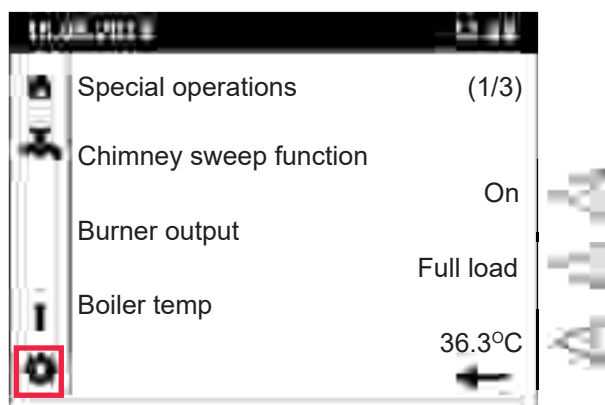 Special operations (1/3)
Chimney sweep function
On
Burner output
Full load
Boiler temp
36.3°C